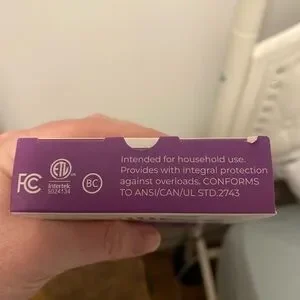 Intended for household use.
Provides with integral protection
against overloads. CONFORMS
TO ANSI/CAN/UL STD.2743
FC
ETL
Intertek
5024134
BC